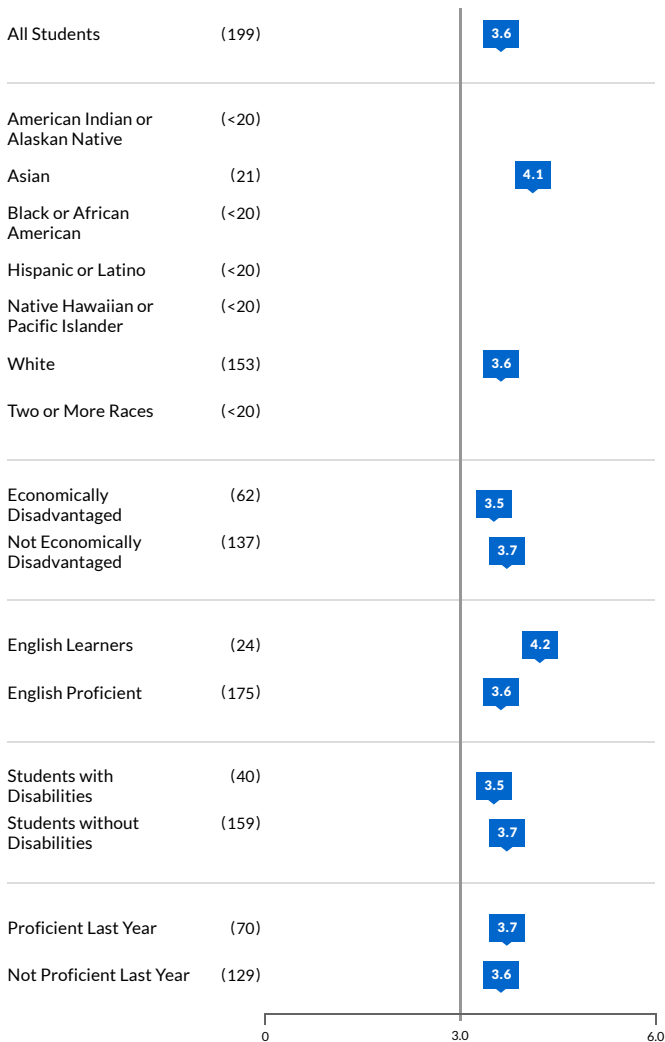 All Students (199) 3.6
American Indian or (<20)
Alaskan Native
Asian (21) 4.1
Black or African (<20)
American
Hispanic or Latino (<20)
Native Hawaiian or (<20)
Pacific Islander
White (153) 3.6
Two or More Races (<20)
Economically (62) 3.5
Disadvantaged
Not Economically (137) 3.7
Disadvantaged
English Learners (24) 4.2
English Proficient (175) 3.6
Students with (40) 3.5
Disabilities
Students without (159) 3.7
Disabilities
Proficient Last Year (70) 3.7
Not Proficient Last Year (129) 3.6
0 3.0 6.0